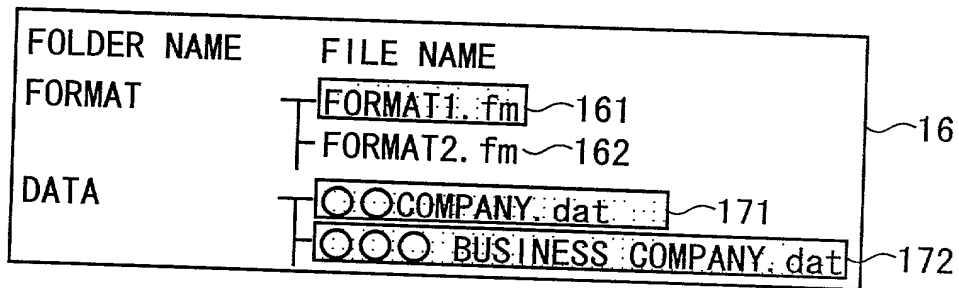 FOLDER NAME FILE NAME
FORMAT FORMAT1.fm 161
16
FORMAT2.fm 162
DATA ○○COMPANY.dat 171
○○○ BUSINESS COMPANY.dat 172